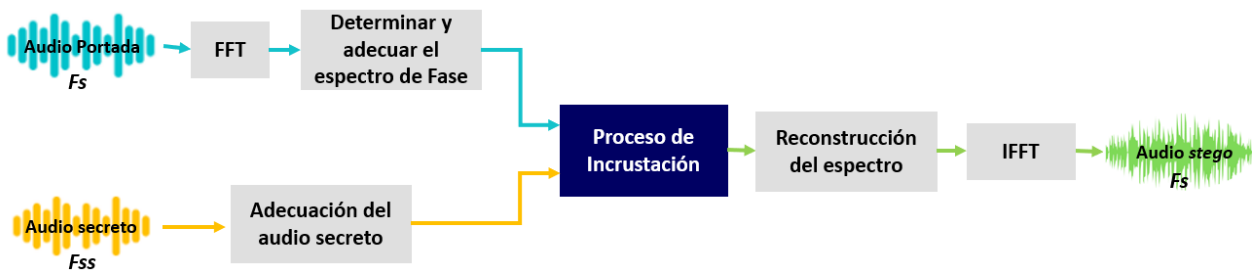 Audio Portada
Fs
FFT
Determinar y
adecuar el
espectro de Fase
Audio secreto
Fss
Adecuación del
audio secreto
Proceso de
Incrustación
Reconstrucción
del espectro
IFFT
Audio stego
Fs